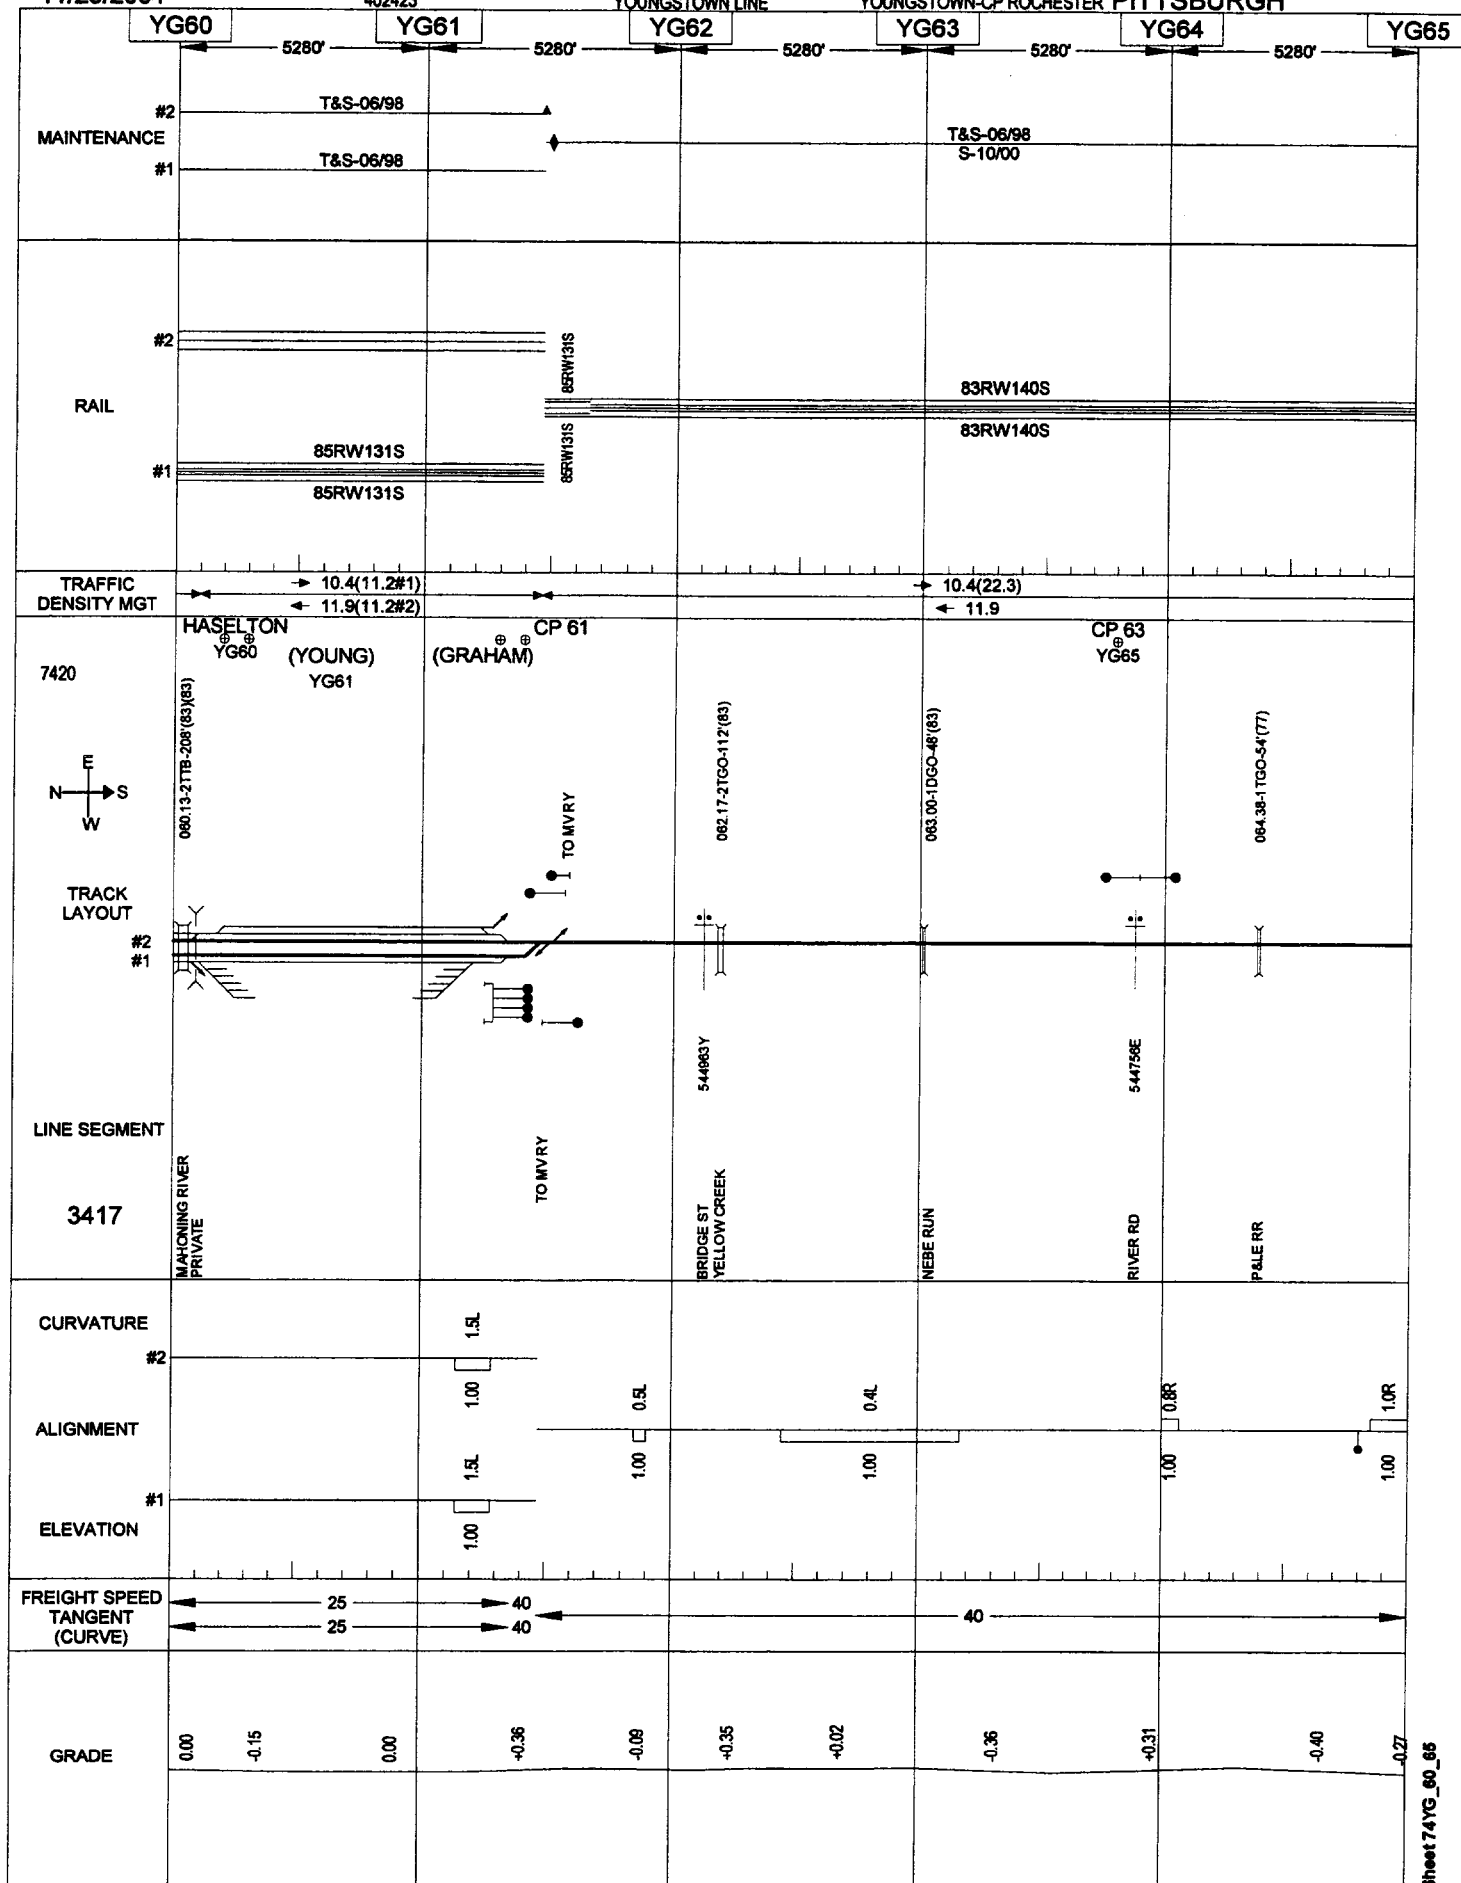 402423 YOUNGSTOWN LINE YOUNGSTOWN-CP ROCHESTER PITTSBURGH
YG60 YG61 YG62 YG63 YG64 YG65
5280' 5280' 5280' 5280' 5280'
MAINTENANCE
#2 T&S-06/98
T&S-06/98
S-10/00
#1 T&S-06/98
RAIL
#2
85RW131S
83RW140S
83RW140S
85RW131S
#1
85RW131S
85RW131S
TRAFFIC
DENSITY MGT
10.4(11.2#1) 10.4(22.3)
11.9(11.2#2) 11.9
HASELTON
YG60
(YOUNG)
YG61
(GRAHAM)
CP 61
CP 63
YG65
7420
E
N S
W
060.13-2TTB-208'(83)(83)
062.17-2TGO-112'(83)
063.00-1DGO-48'(83)
064.38-1TGO-54'(77)
TO MVRY
TRACK
LAYOUT
#2
#1
544963Y
544756E
LINE SEGMENT
3417
MAHONING RIVER
PRIVATE
TO MVRY
BRIDGE ST
YELLOW CREEK
NEBE RUN
RIVER RD
P&LE RR
CURVATURE
#2
1.5L
1.00
ALIGNMENT
0.5L 0.4L 0.8R 1.0R
1.00 1.00 1.00 1.00
#1
1.5L
1.00
ELEVATION
FREIGHT SPEED
TANGENT
(CURVE)
25 40
25 40
40
GRADE
0.00 -0.15 0.00 +0.36 -0.09 +0.35 +0.02 -0.36 +0.31 -0.40 -0.27
Sheet 74YG_60_65